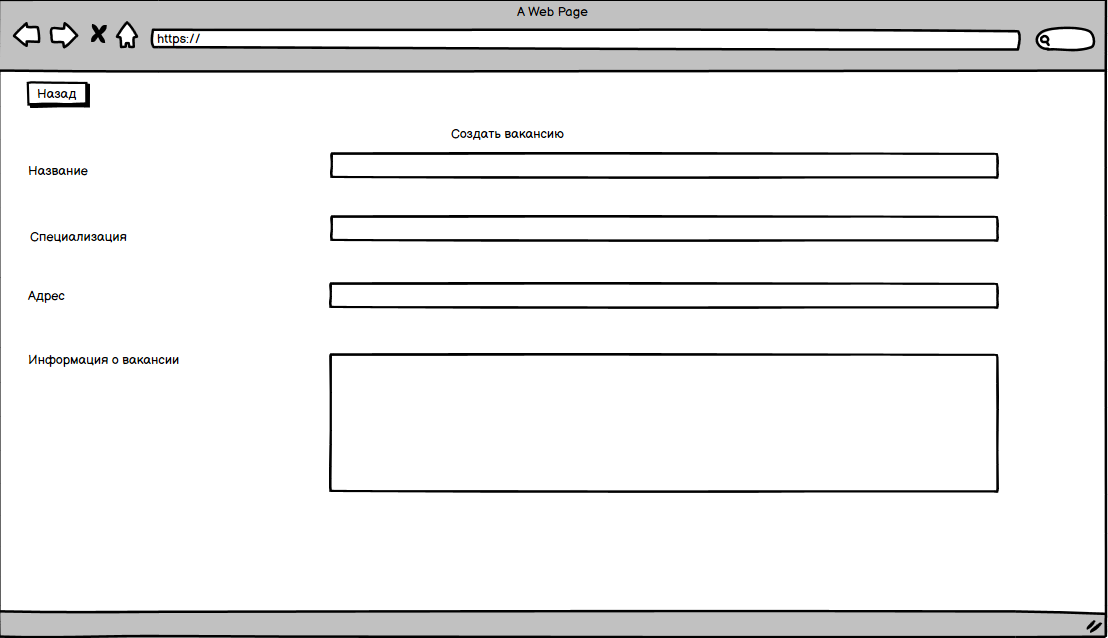 A Web Page
https://
Назад
Создать вакансию
Название
Специализация
Адрес
Информация о вакансии